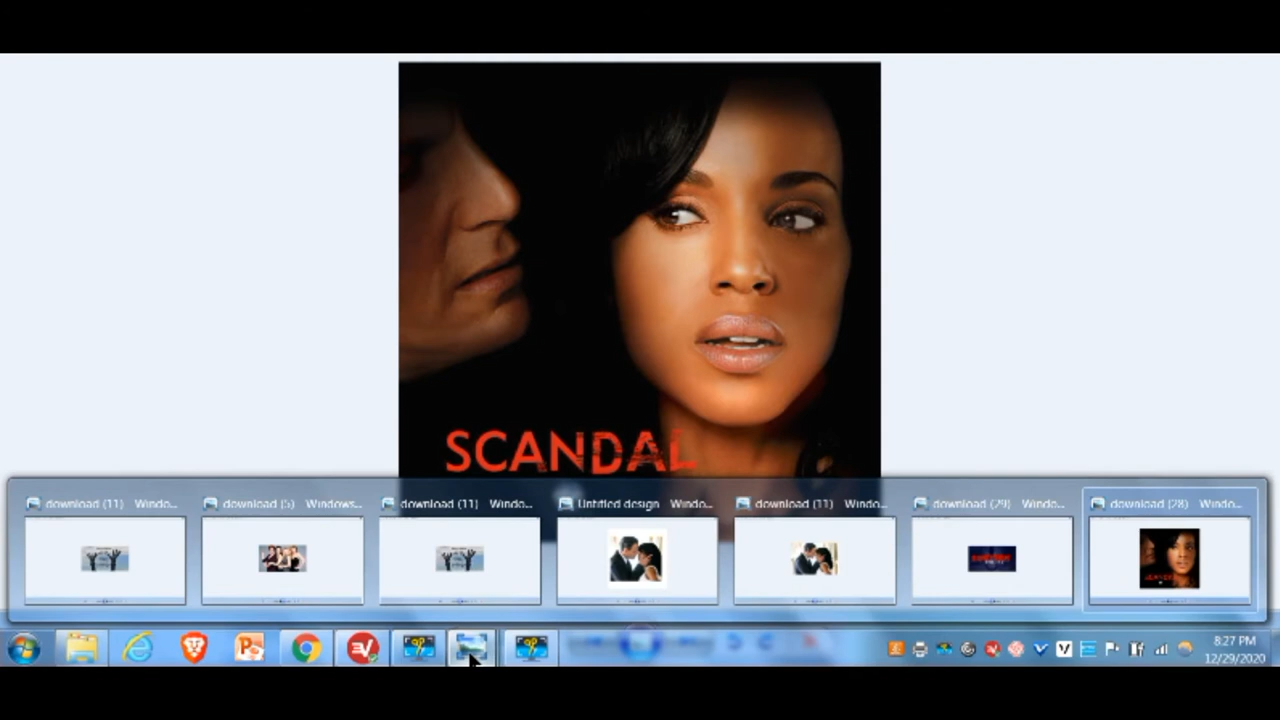 SCANDAL
download (11) Windo...
download (5) Windows...
download (11) Windo...
Untitled design Windo...
download (11) Windo...
download (29) Windo...
download (28) Windo...
8:27 PM
12/29/2020